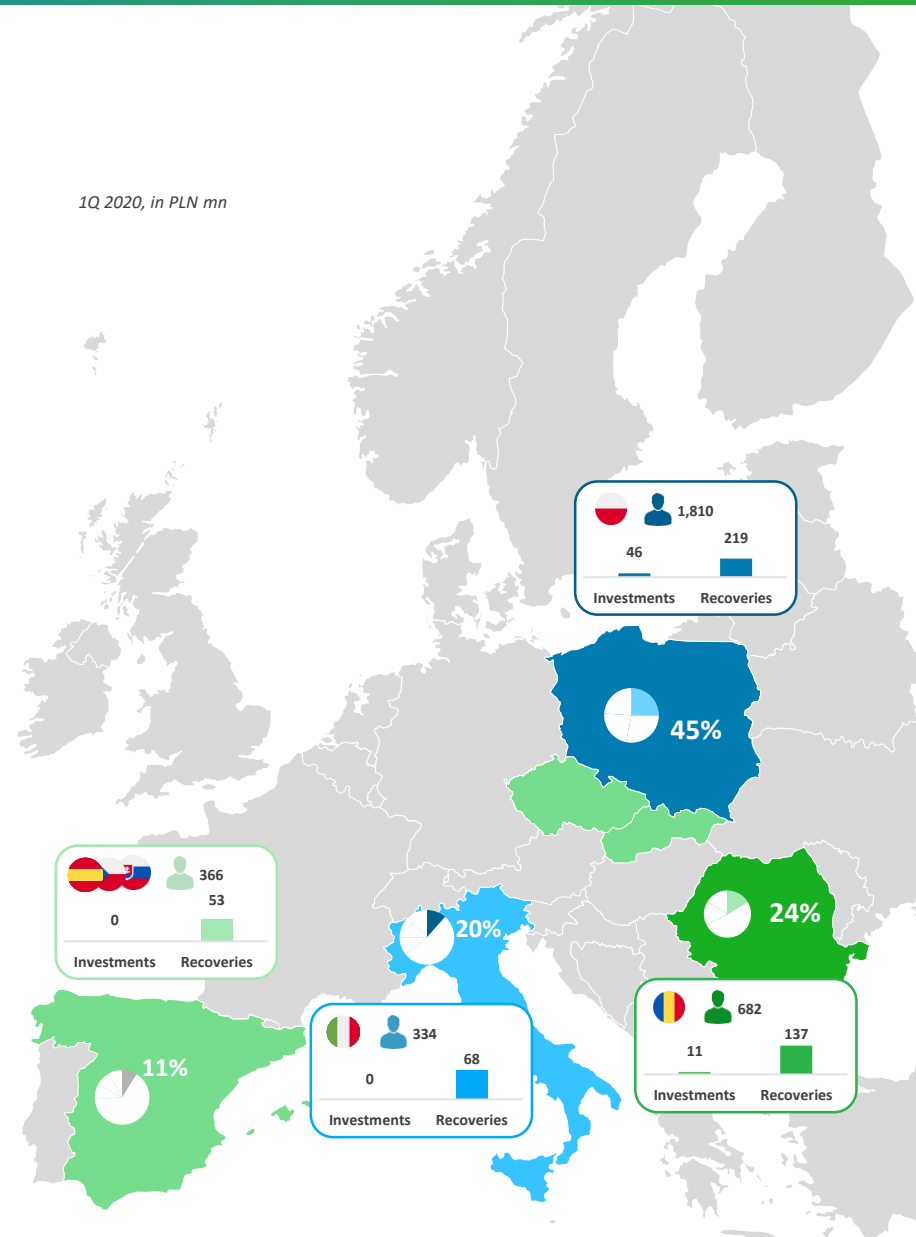 1Q 2020, in PLN mn
1,810
46 219
Investments Recoveries
45%
366
0 53
Investments Recoveries
20%
24%
334
0 68
Investments Recoveries
682
11 137
Investments Recoveries
11%